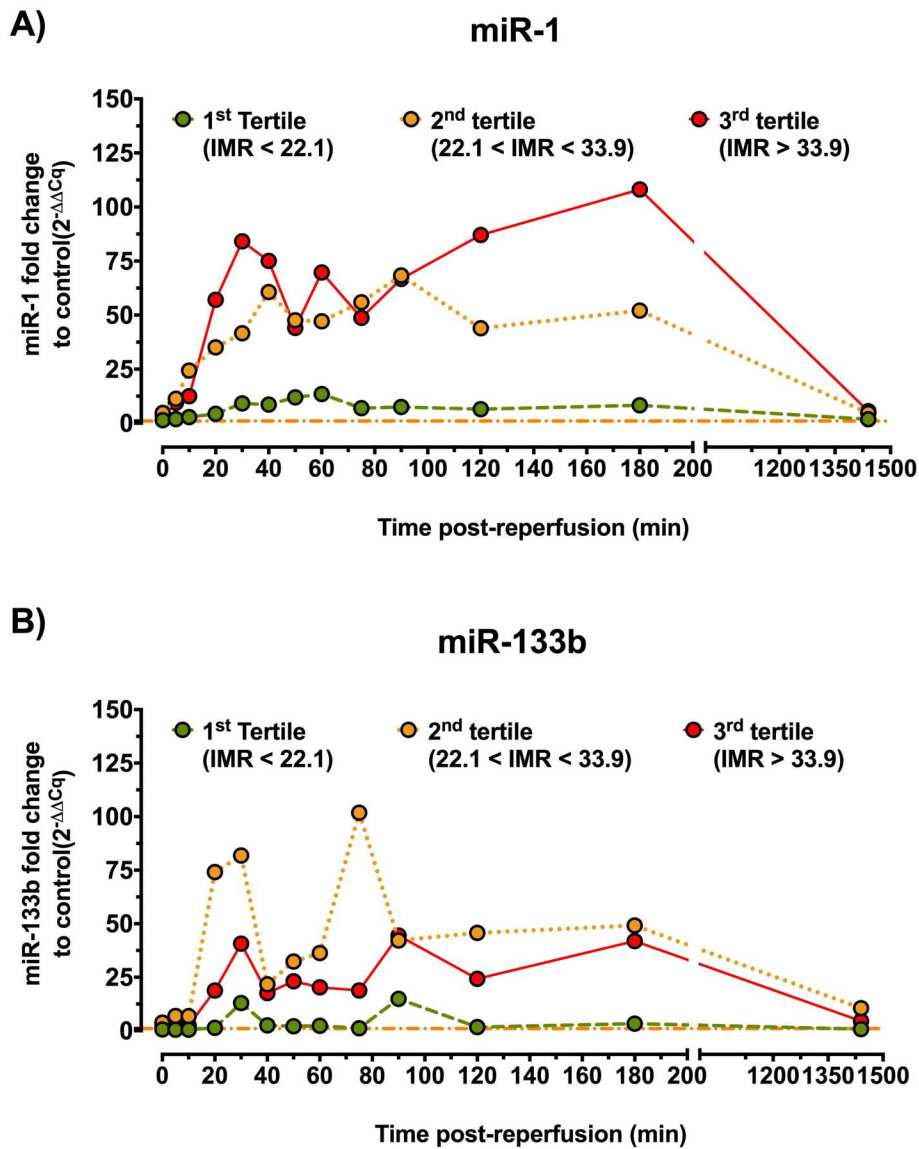 A)
miR-1
150
125
100
75
50
25
0
miR-1 fold change
to control(2-ΔΔCq)
1st Tertile
(IMR < 22.1)
2nd tertile
(22.1 < IMR < 33.9)
3rd tertile
(IMR > 33.9)
0 20 40 60 80 100 120 140 160 180 200 1200 1350 1500
Time post-reperfusion (min)
B)
miR-133b
150
125
100
75
50
25
0
miR-133b fold change
to control(2-ΔΔCq)
1st Tertile
(IMR < 22.1)
2nd tertile
(22.1 < IMR < 33.9)
3rd tertile
(IMR > 33.9)
0 20 40 60 80 100 120 140 160 180 200 1200 1350 1500
Time post-reperfusion (min)